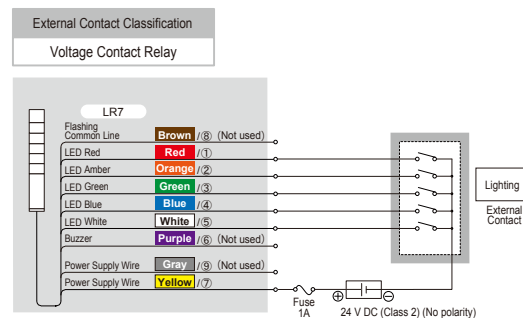 External Contact Classification
Voltage Contact Relay
LR7
Flashing
Common Line Brown /⑧ (Not used)
LED Red Red /①
LED Amber Orange /②
LED Green Green /③
LED Blue Blue /④
LED White White /⑤
Buzzer Purple /⑥ (Not used)
Power Supply Wire Gray /⑨ (Not used)
Power Supply Wire Yellow /⑦
Lighting
External
Contact
Fuse
1A
⊕ ⊖
24 V DC (Class 2) (No polarity)